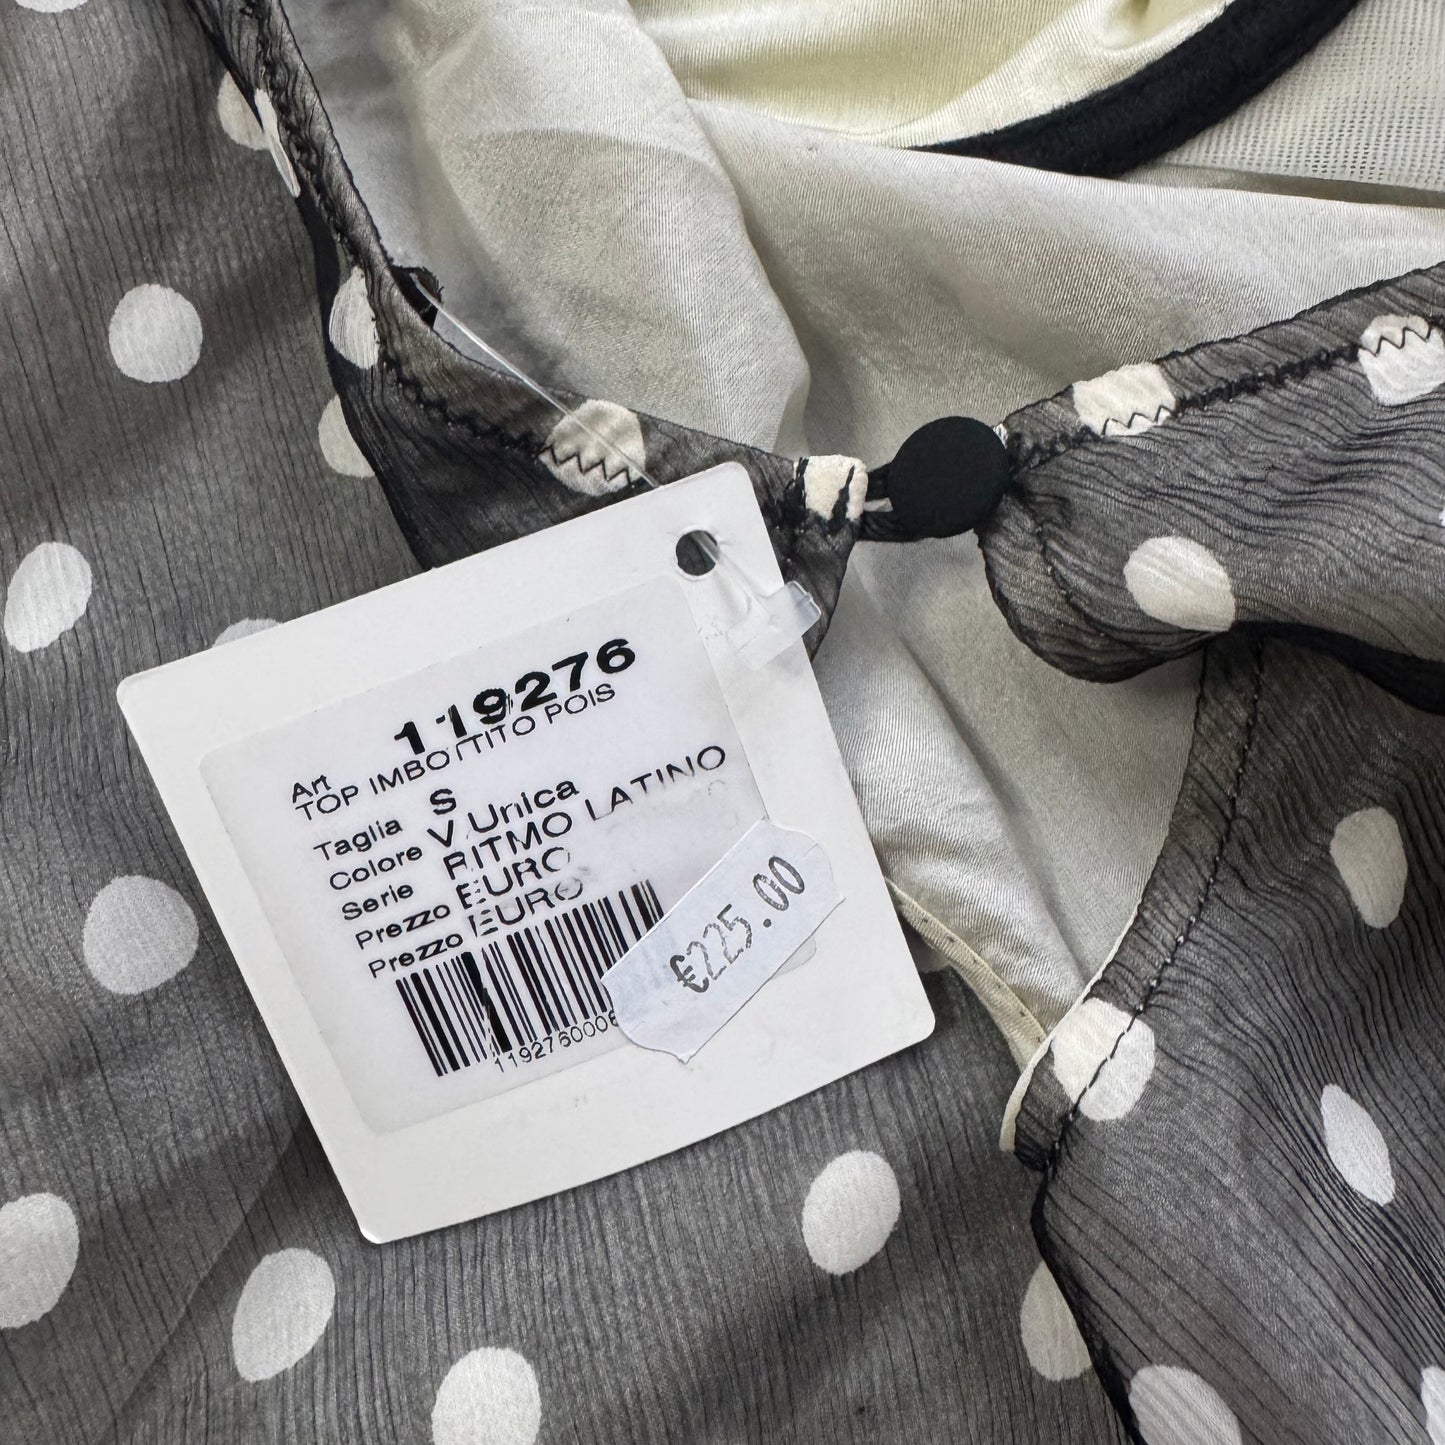 Art 119276
TOP IMBOTTITO POIS
Taglia S
Colore V.Unica
Serie RITMO LATINO
Prezzo EURO
Prezzo EURO
€225.00